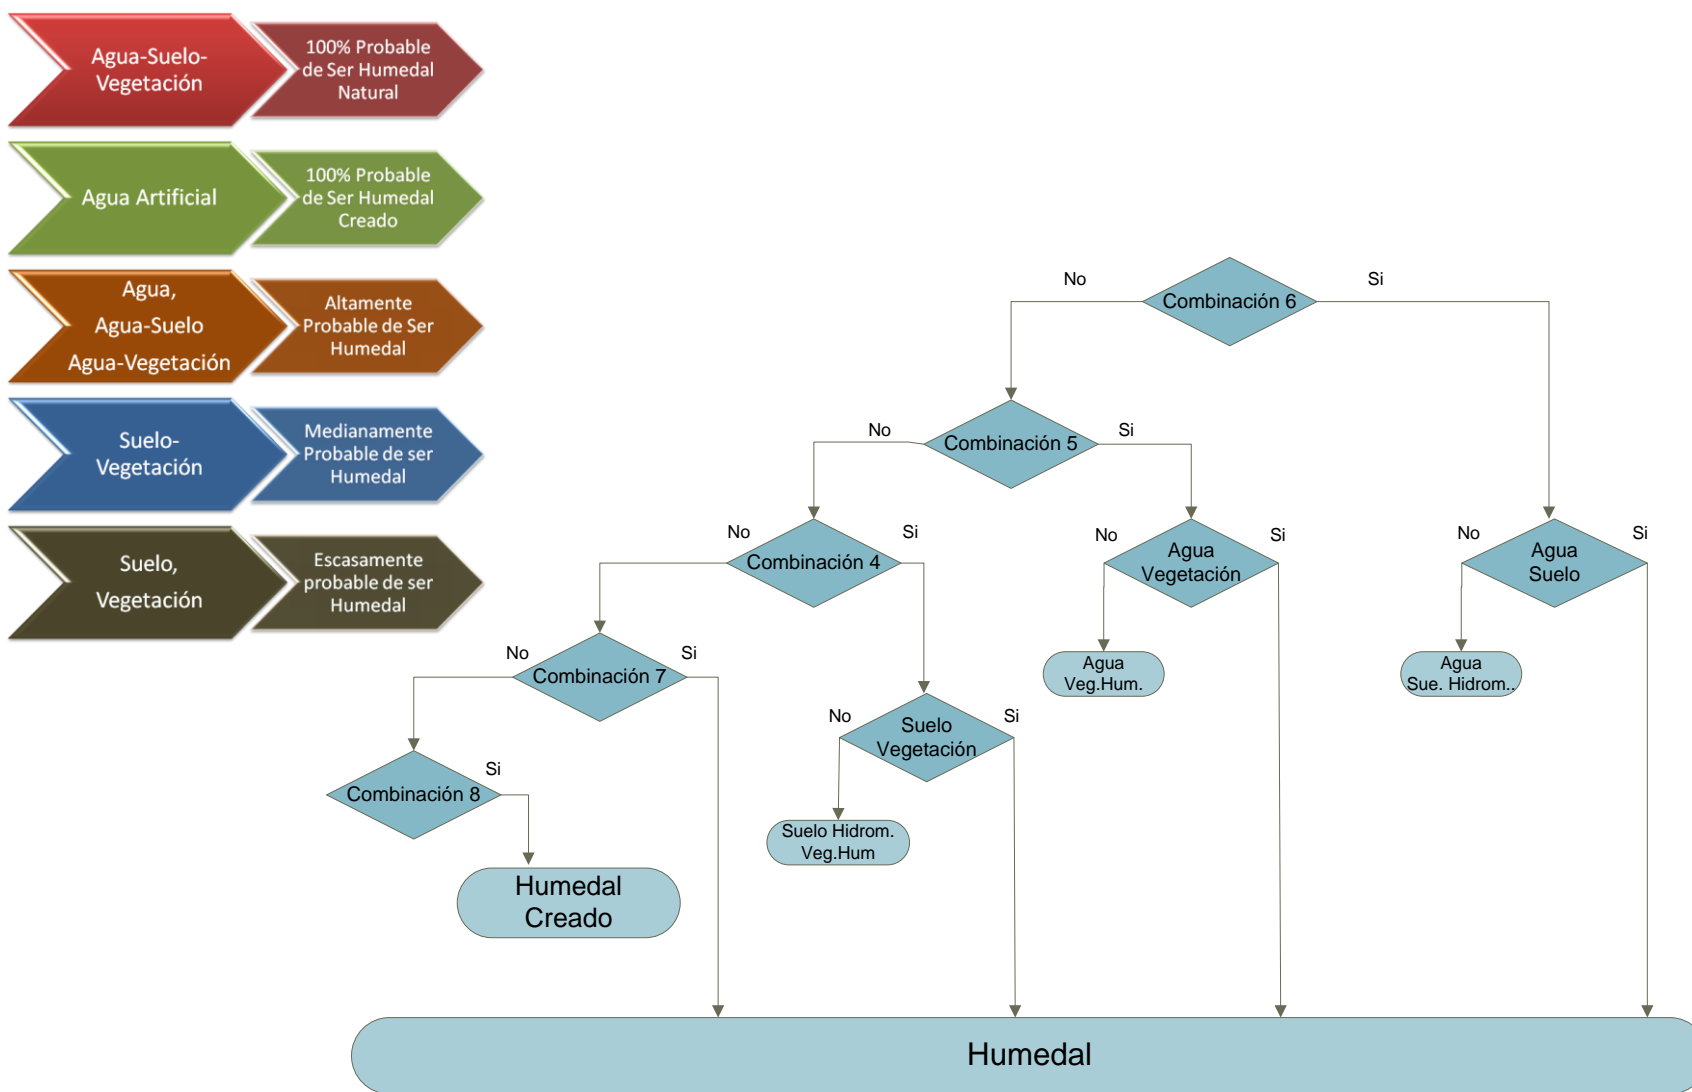 Agua-Suelo-
Vegetación
100% Probable
de Ser Humedal
Natural
Agua Artificial
100% Probable
de Ser Humedal
Creado
Agua,
Agua-Suelo
Agua-Vegetación
Altamente
Probable de Ser
Humedal
Suelo-
Vegetación
Medianamente
Probable de ser
Humedal
Suelo,
Vegetación
Escasamente
probable de ser
Humedal
No
Combinación 6
Si
No
Combinación 5
Si
No
Combinación 4
Si
No
Agua
Vegetación
Si
No
Agua
Suelo
Si
No
Combinación 7
Si
Agua
Veg.Hum.
Agua
Sue. Hidrom..
No
Suelo
Vegetación
Si
Combinación 8
Si
Suelo Hidrom.
Veg.Hum
Humedal
Creado
Humedal